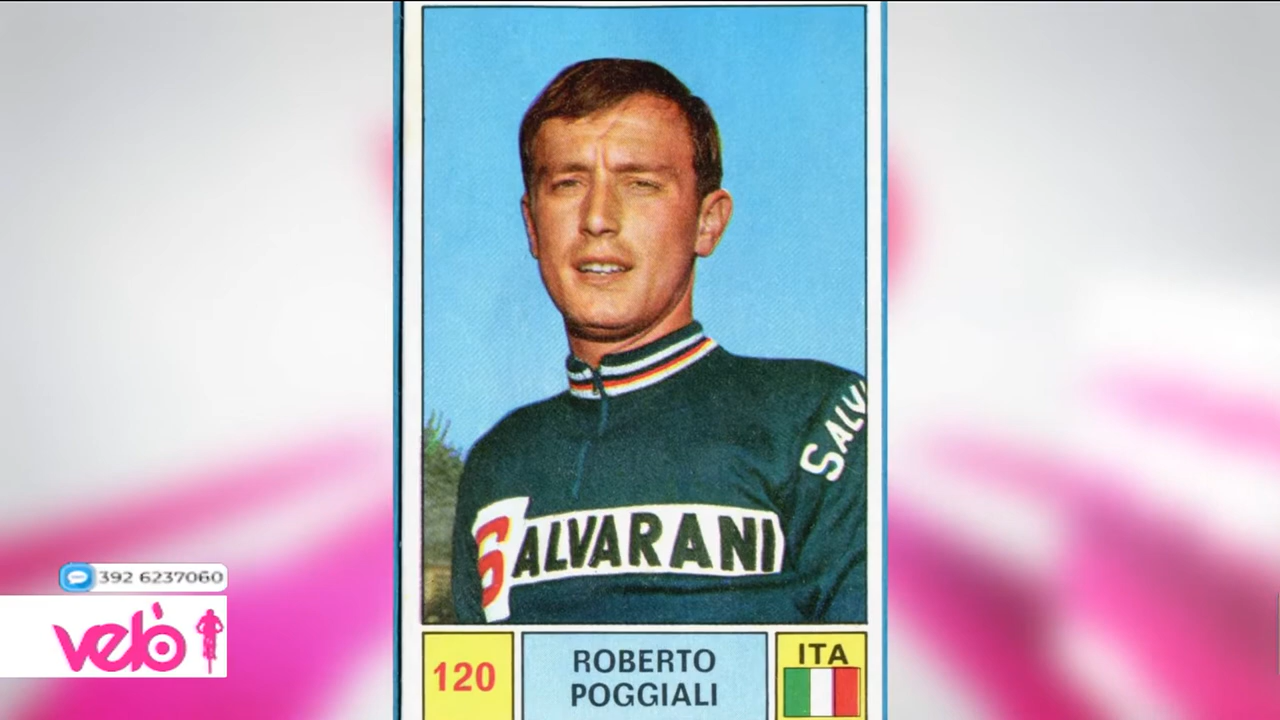 SALV
SALVARANI
392 6237060
velò
120
ROBERTO
POGGIALI
ITA